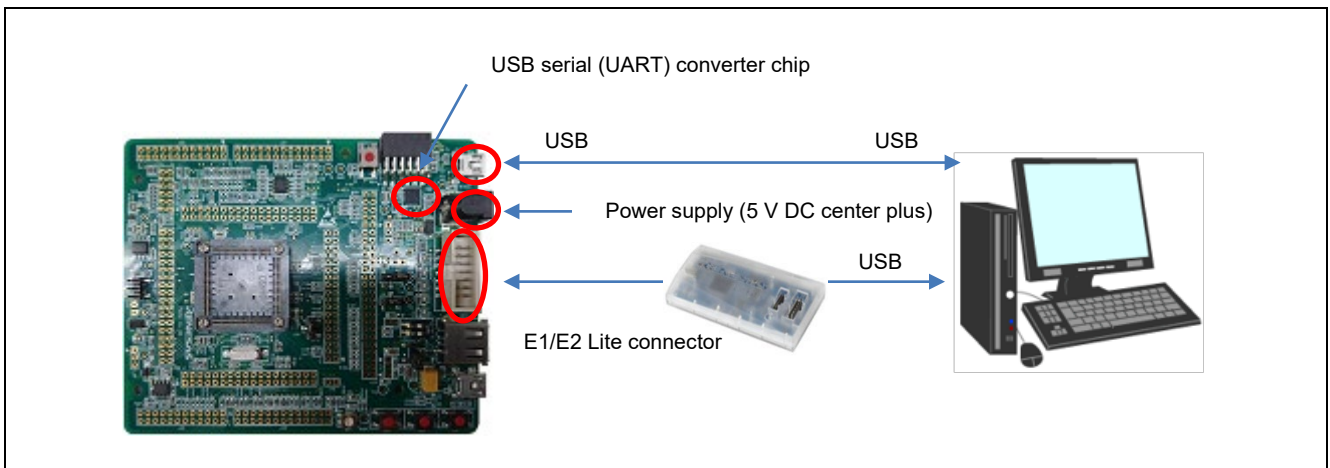 USB serial (UART) converter chip
USB
USB
Power supply (5 V DC center plus)
USB
E1/E2 Lite connector